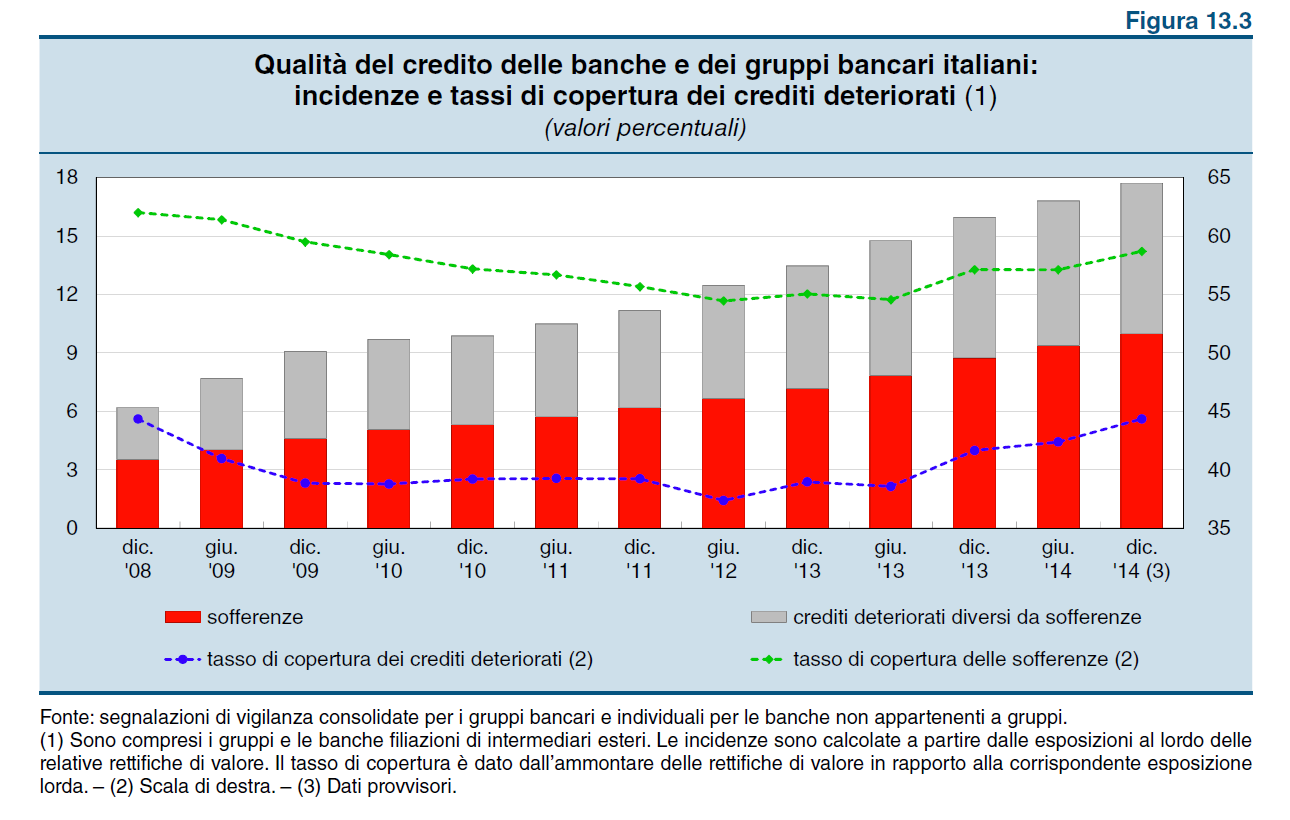 Figura 13.3
Qualità del credito delle banche e dei gruppi bancari italiani:
incidenze e tassi di copertura dei crediti deteriorati (1)
(valori percentuali)
18 65
15 60
12 55
9 50
6 45
3 40
0 35
dic. giu. dic. giu. dic. giu. dic. giu. dic. giu. dic. giu. dic.
'08 '09 '09 '10 '10 '11 '11 '12 '13 '13 '13 '14 '14 (3)
sofferenze crediti deteriorati diversi da sofferenze
tasso di copertura dei crediti deteriorati (2) tasso di copertura delle sofferenze (2)
Fonte: segnalazioni di vigilanza consolidate per i gruppi bancari e individuali per le banche non appartenenti a gruppi.
(1) Sono compresi i gruppi e le banche filiazioni di intermediari esteri. Le incidenze sono calcolate a partire dalle esposizioni al lordo delle
relative rettifiche di valore. Il tasso di copertura è dato dall’ammontare delle rettifiche di valore in rapporto alla corrispondente esposizione
lorda. – (2) Scala di destra. – (3) Dati provvisori.